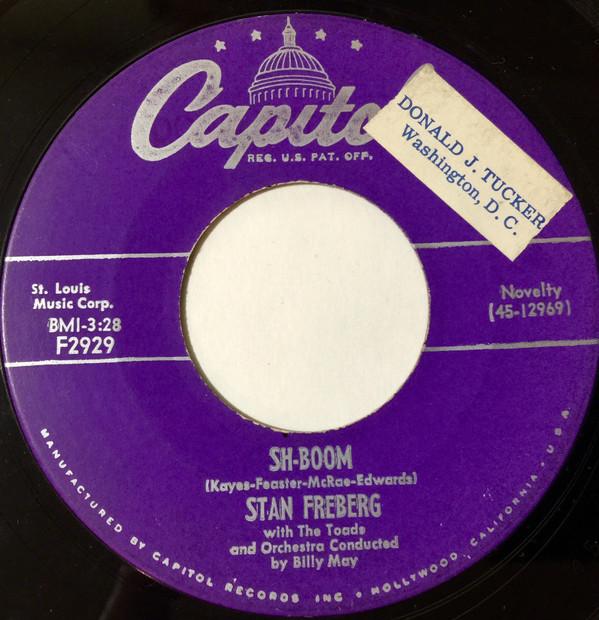 Capitol
REG. U.S. PAT. OFF.
DONALD J. TUCKER
Washington, D. C.
St. Louis
Music Corp.
BMI-3:28
F2929
Novelty
(45-12969)
SH-BOOM
(Kayes-Feaster-McRae-Edwards)
STAN FREBERG
with The Toads
and Orchestra Conducted
by Billy May
MANUFACTURED BY CAPITOL RECORDS INC • HOLLYWOOD, CALIFORNIA • U.S.A.